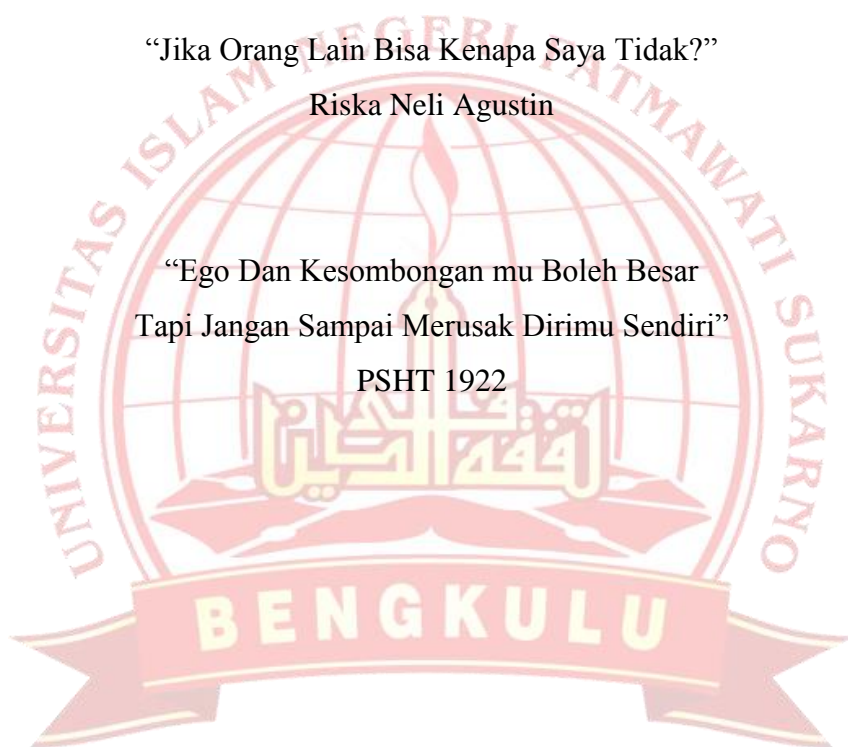 “Jika Orang Lain Bisa Kenapa Saya Tidak?”
Riska Neli Agustin
“Ego Dan Kesombongan mu Boleh Besar
Tapi Jangan Sampai Merusak Dirimu Sendiri”
PSHT 1922
UNIVERSITAS ISLAM NEGERI FATMAWATI SUKARNO
BENGKULU